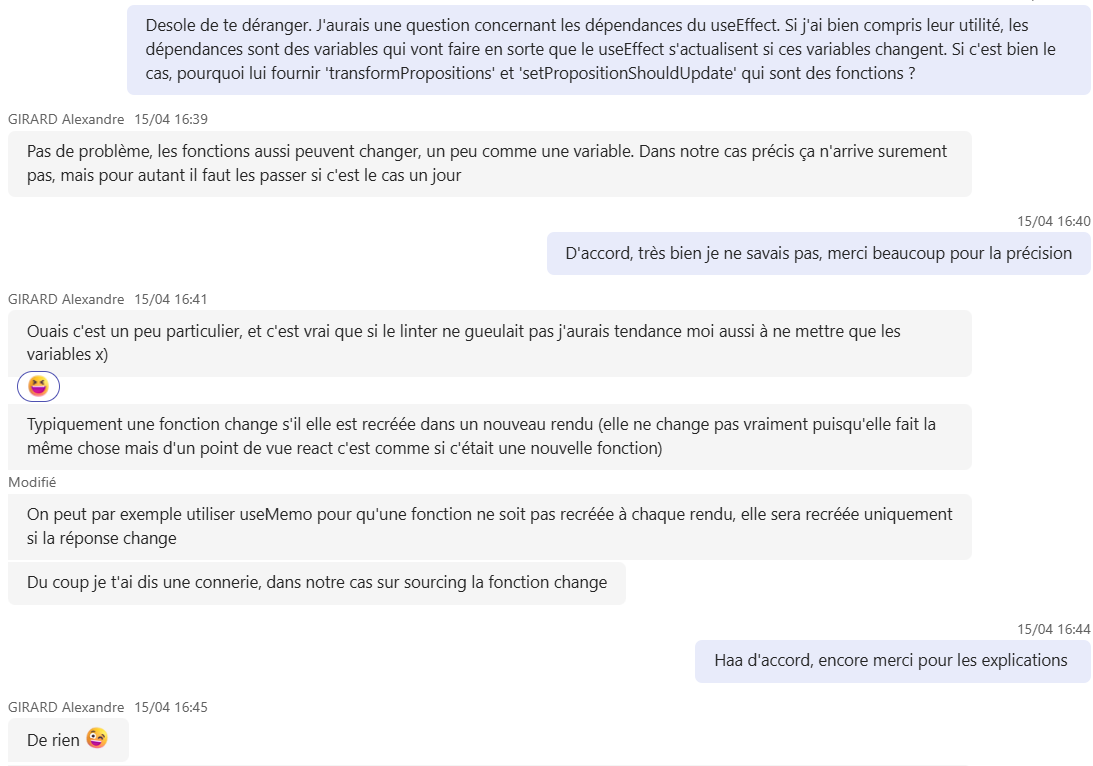 Desole de te déranger. J'aurais une question concernant les dépendances du useEffect. Si j'ai bien compris leur utilité, les
dépendances sont des variables qui vont faire en sorte que le useEffect s'actualisent si ces variables changent. Si c'est bien le
cas, pourquoi lui fournir 'transformPropositions' et 'setPropositionShouldUpdate' qui sont des fonctions ?
GIRARD Alexandre 15/04 16:39
Pas de problème, les fonctions aussi peuvent changer, un peu comme une variable. Dans notre cas précis ça n'arrive surement
pas, mais pour autant il faut les passer si c'est le cas un jour
15/04 16:40
D'accord, très bien je ne savais pas, merci beaucoup pour la précision
GIRARD Alexandre 15/04 16:41
Ouais c'est un peu particulier, et c'est vrai que si le linter ne gueulait pas j'aurais tendance moi aussi à ne mettre que les
variables x)
Typiquement une fonction change s'il elle est recréée dans un nouveau rendu (elle ne change pas vraiment puisqu'elle fait la
même chose mais d'un point de vue react c'est comme si c'était une nouvelle fonction)
Modifié
On peut par exemple utiliser useMemo pour qu'une fonction ne soit pas recréée à chaque rendu, elle sera recréée uniquement
si la réponse change
Du coup je t'ai dis une connerie, dans notre cas sur sourcing la fonction change
15/04 16:44
Haa d'accord, encore merci pour les explications
GIRARD Alexandre 15/04 16:45
De rien